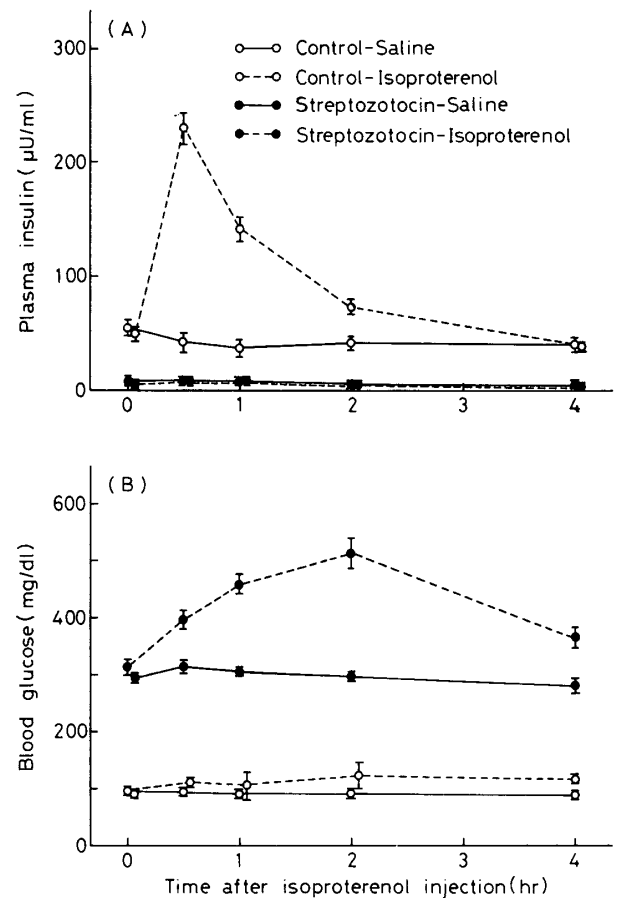 (A)
Control-Saline
Control-Isoproterenol
Streptozotocin-Saline
Streptozotocin-Isoproterenol
Plasma insulin (μU/ml)
300
200
100
0
0 1 2 3 4
(B)
Blood glucose (mg/dl)
600
400
200
0
0 1 2 3 4
Time after isoproterenol injection (hr)